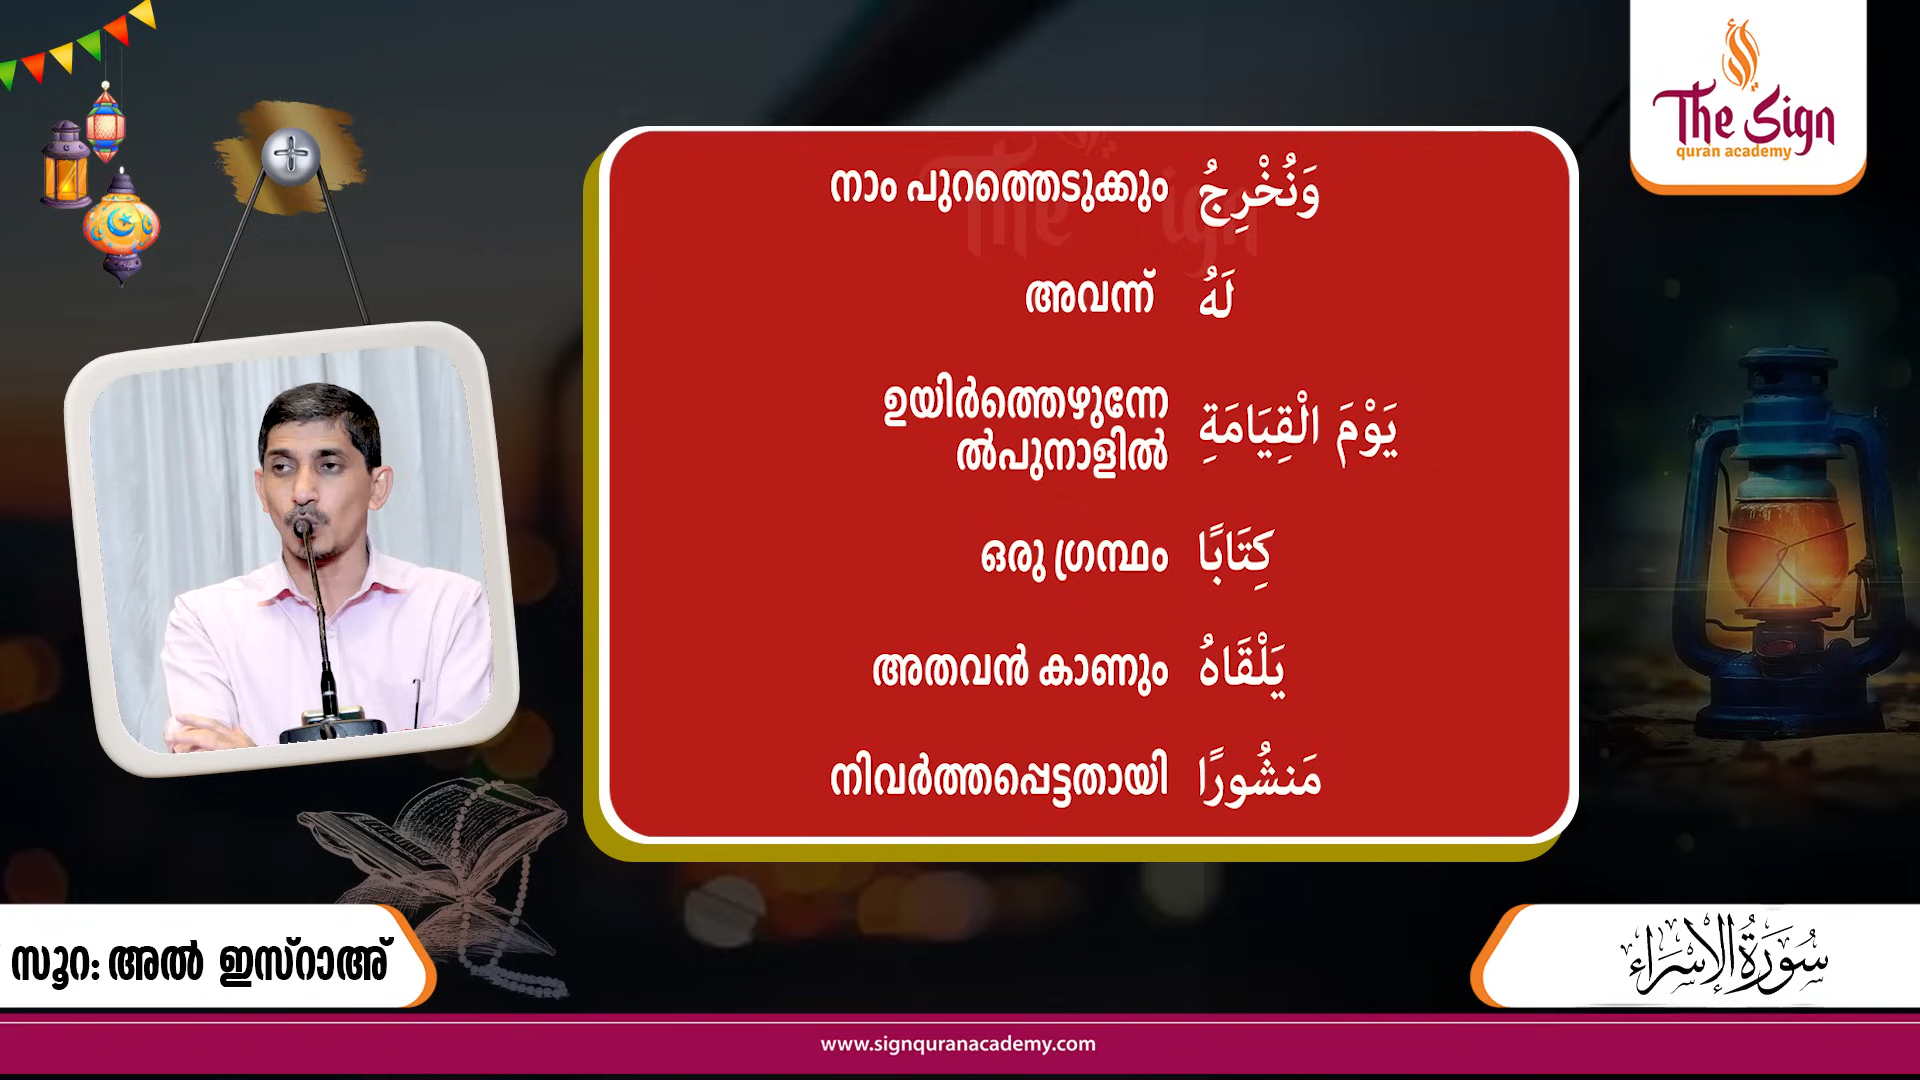 The Sign
quran academy
നാം പുറത്തെടുക്കും وَنُخْرِجُ
അവന്ന് لَهُ
ഉയിർത്തെഴുന്നേ
ൽപുനാളിൽ يَوْمَ الْقِيَامَةِ
ഒരു ഗ്രന്ഥം كِتَابًا
അതവൻ കാണും يَلْقَاهُ
നിവർത്തപ്പെട്ടതായി مَنشُورًا
സൂറ: അൽ ഇസ്റാഅ്
سُورَةُ الإِسْرَاء
www.signquranacademy.com